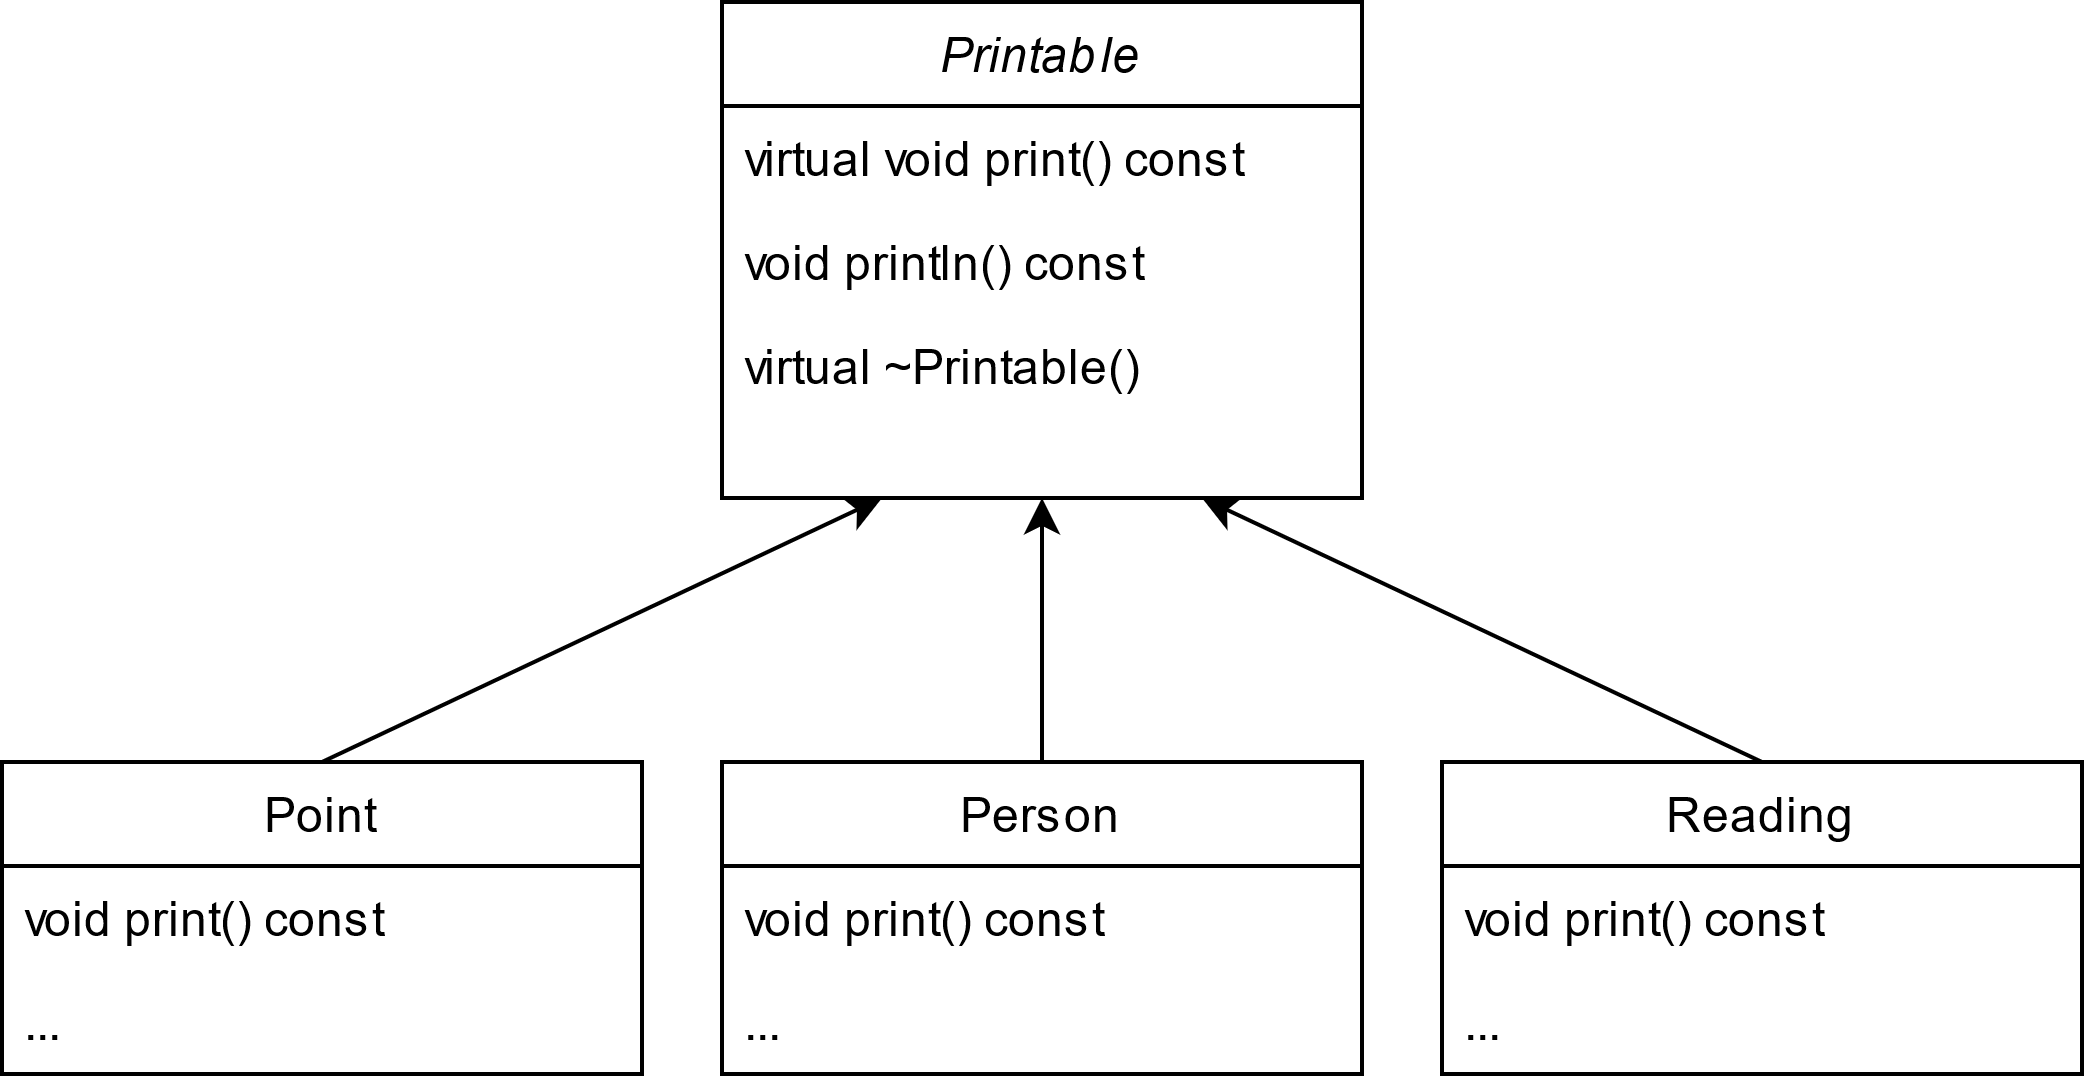 Printable
virtual void print() const
void println() const
virtual ~Printable()
Point
void print() const
...
Person
void print() const
...
Reading
void print() const
...